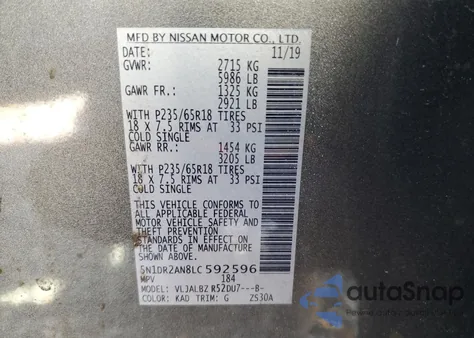 MFD BY NISSAN MOTOR CO., LTD.
DATE: 11/19
GVWR: 2715 KG
5986 LB
GAWR FR.: 1325 KG
2921 LB
WITH P235/65R18 TIRES
18 X 7.5 RIMS AT 33 PSI
COLD SINGLE
GAWR RR.: 1454 KG
3205 LB
WITH P235/65R18 TIRES
18 X 7.5 RIMS AT 33 PSI
COLD SINGLE
THIS VEHICLE CONFORMS TO
ALL APPLICABLE FEDERAL
MOTOR VEHICLE SAFETY
AND THEFT PREVENTION
STANDARDS IN EFFECT ON THE
DATE OF MANUFACTURE
SHOWN ABOVE.
5N1DR2AN8LC592596
MPV 184
MODEL: VLJALBZ R52DU7---B-
COLOR: KAD TRIM: G ZS30A
autoSnap